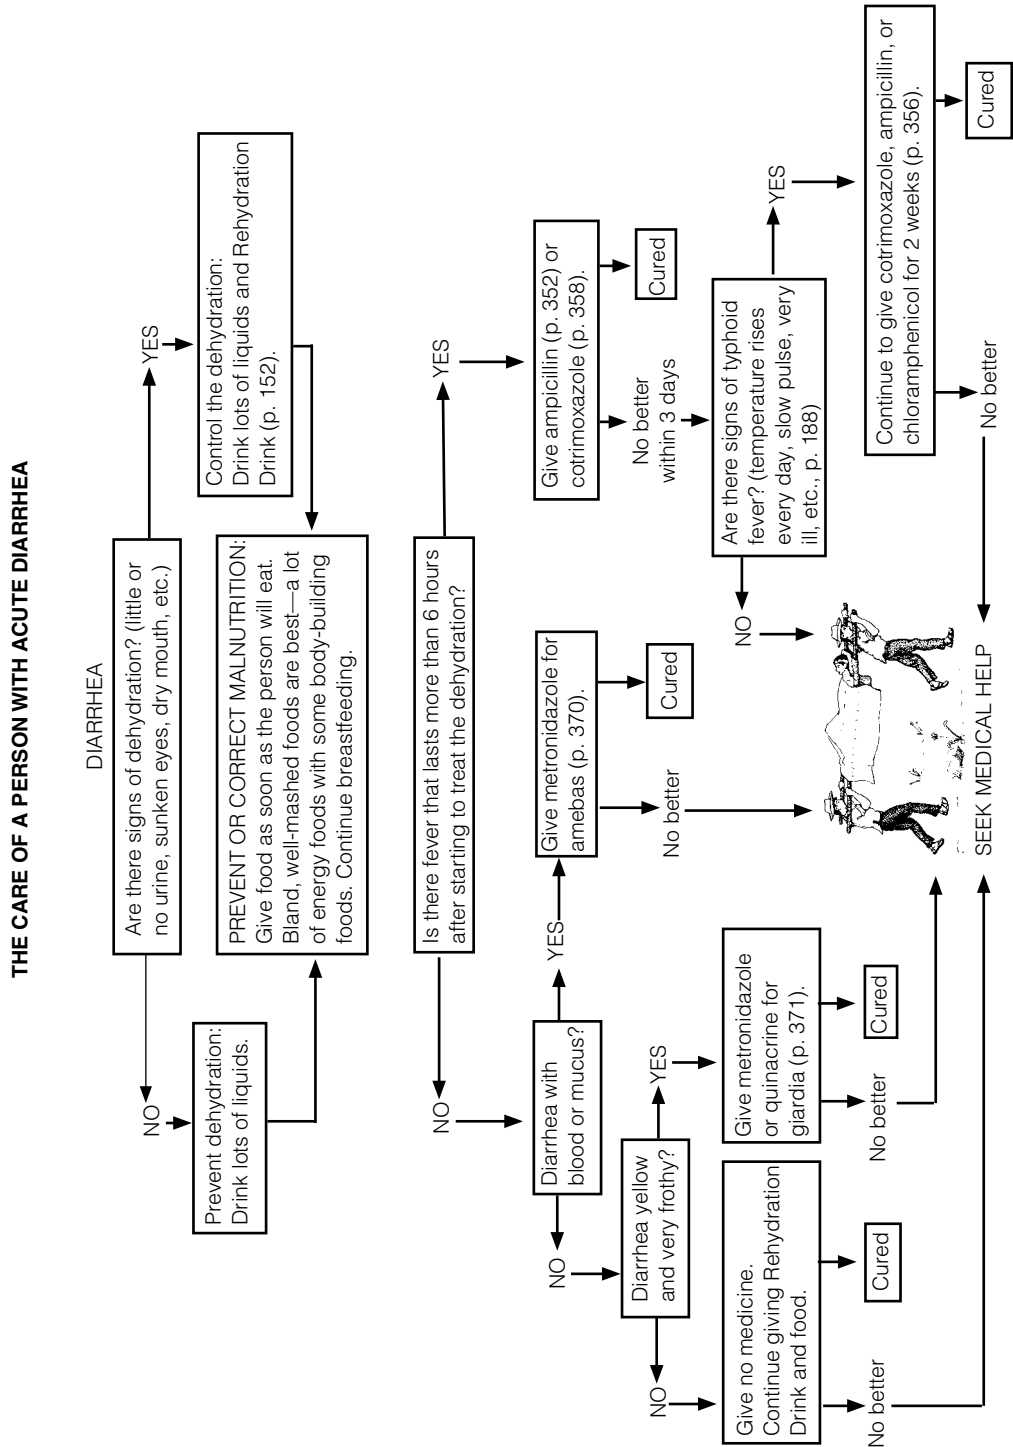 THE CARE OF A PERSON WITH ACUTE DIARRHEA
DIARRHEA
Are there signs of dehydration? (little or
no urine, sunken eyes, dry mouth, etc.)
NO
YES
Prevent dehydration:
Drink lots of liquids.
Control the dehydration:
Drink lots of liquids and Rehydration
Drink (p. 152).
PREVENT OR CORRECT MALNUTRITION:
Give food as soon as the person will eat.
Bland, well-mashed foods are best—a lot
of energy foods with some body-building
foods. Continue breastfeeding.
Is there fever that lasts more than 6 hours
after starting to treat the dehydration?
NO
YES
Diarrhea with
blood or mucus?
YES
Give metronidazole for
amebas (p. 370).
Give ampicillin (p. 352) or
cotrimoxazole (p. 358).
NO
No better
Cured
No better
within 3 days
Cured
Diarrhea yellow
and very frothy?
YES
NO
Give no medicine.
Continue giving Rehydration
Drink and food.
Give metronidazole
or quinacrine for
giardia (p. 371).
NO
Are there signs of typhoid
fever? (temperature rises
every day, slow pulse, very
ill, etc., p. 188)
YES
No better
Cured
No better
Cured
Continue to give cotrimoxazole, ampicillin, or
chloramphenicol for 2 weeks (p. 356).
SEEK MEDICAL HELP
No better
Cured